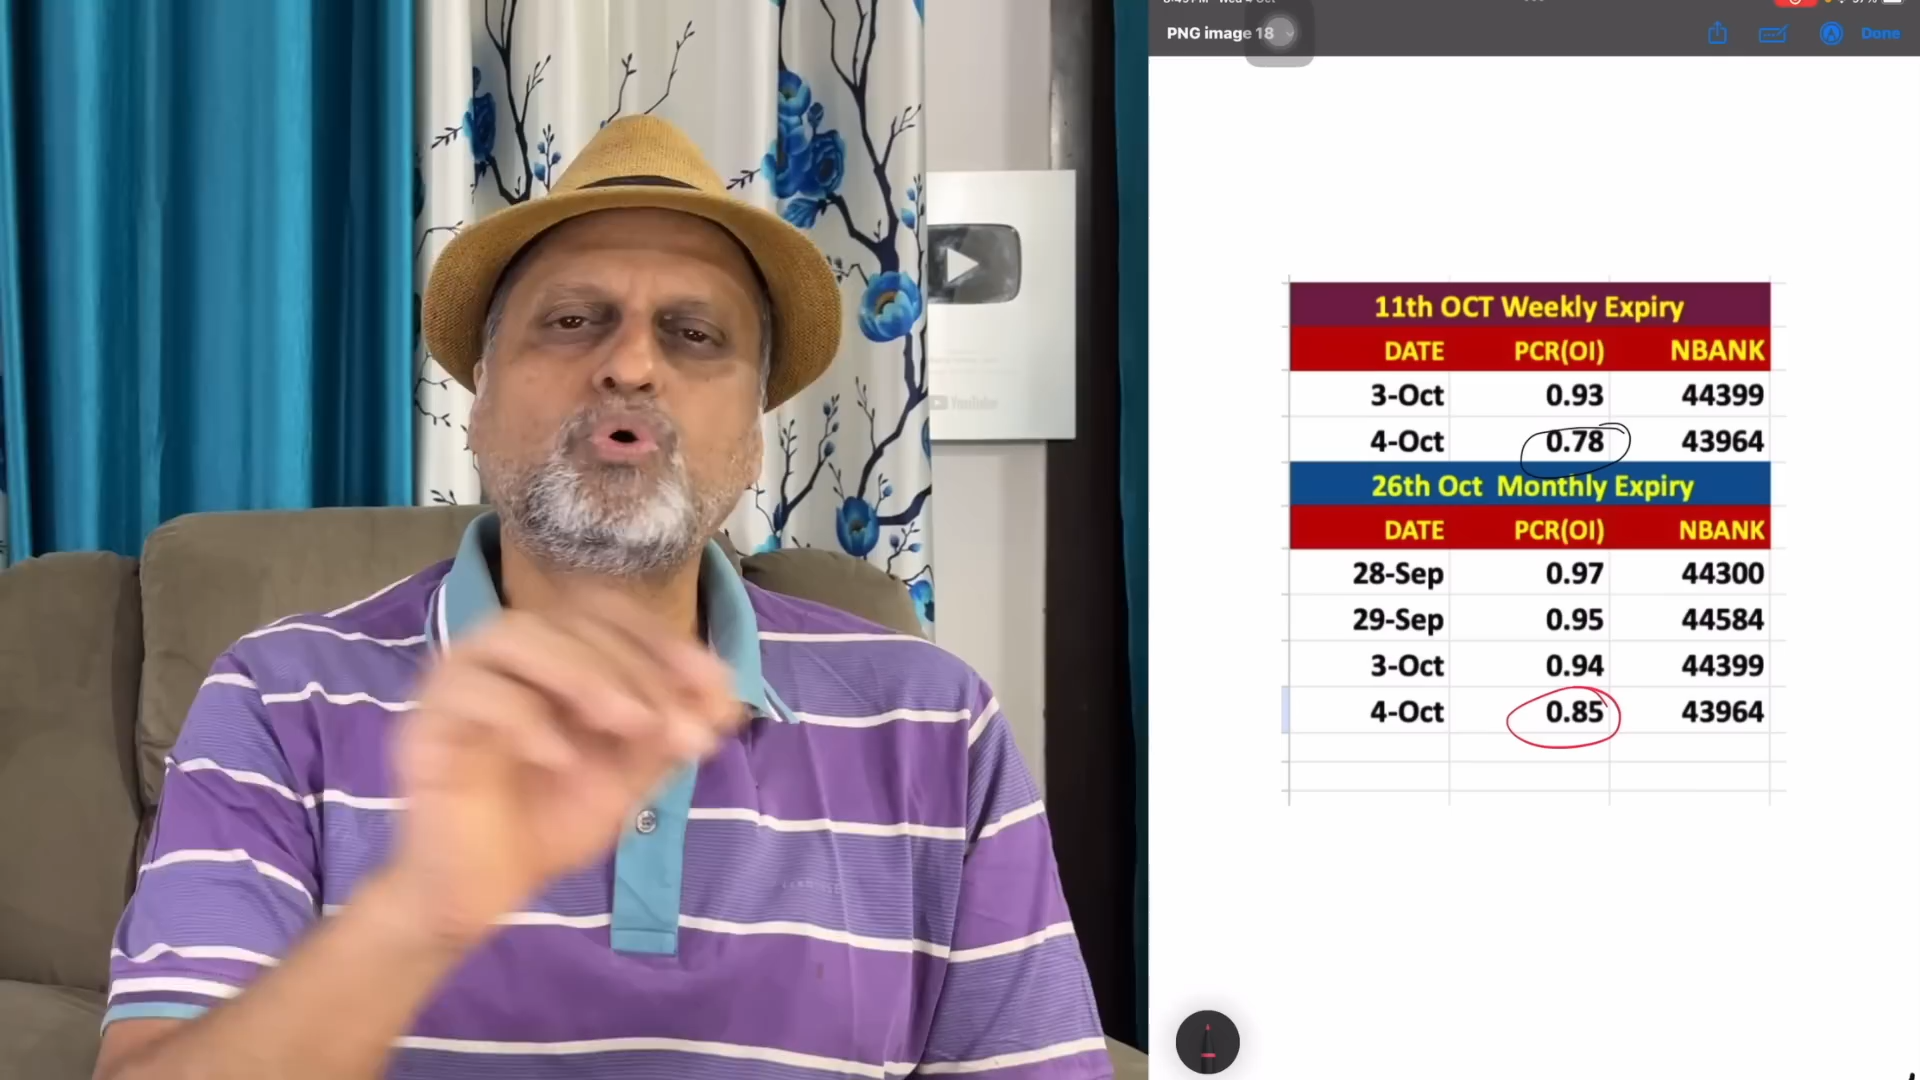 PNG image 18
Done
11th OCT Weekly Expiry
DATE PCR(OI) NBANK
3-Oct 0.93 44399
4-Oct 0.78 43964
26th Oct Monthly Expiry
DATE PCR(OI) NBANK
28-Sep 0.97 44300
29-Sep 0.95 44584
3-Oct 0.94 44399
4-Oct 0.85 43964
YouTube